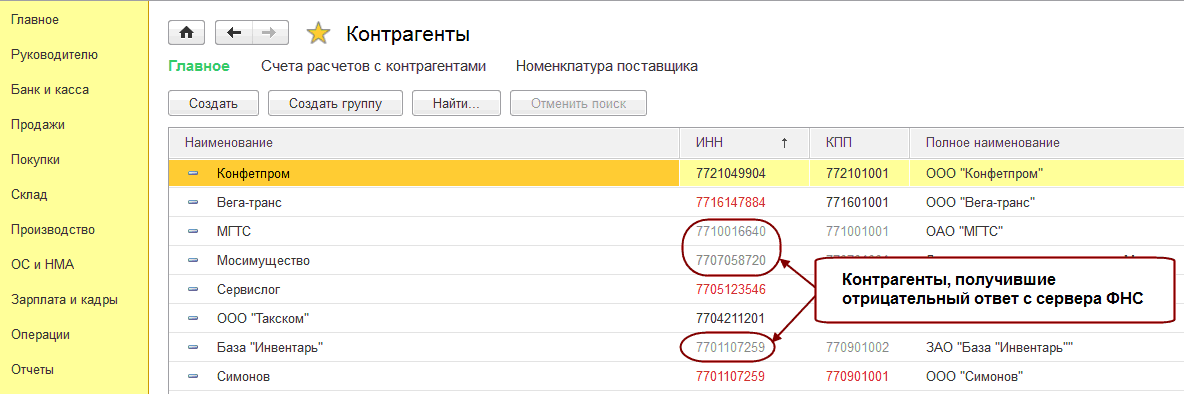 Главное
Руководителю
Банк и касса
Продажи
Покупки
Склад
Производство
ОС и НМА
Зарплата и кадры
Операции
Отчеты
Контрагенты
Главное Счета расчетов с контрагентами Номенклатура поставщика
Создать Создать группу Найти... Отменить поиск
Наименование ИНН ↑ КПП Полное наименование
Конфетпром 7721049904 772101001 ООО "Конфетпром"
Вега-транс 7716147884 771601001 ООО "Вега-транс"
МГТС 7710016640 771001001 ОАО "МГТС"
Мосимущество 7707058720
Сервислог 7705123546
ООО "Такском" 7704211201
База "Инвентарь" 7701107259 770901002 ЗАО "База "Инвентарь""
Симонов 7701107259 770901001 ООО "Симонов"
Контрагенты, получившие
отрицательный ответ с сервера ФНС